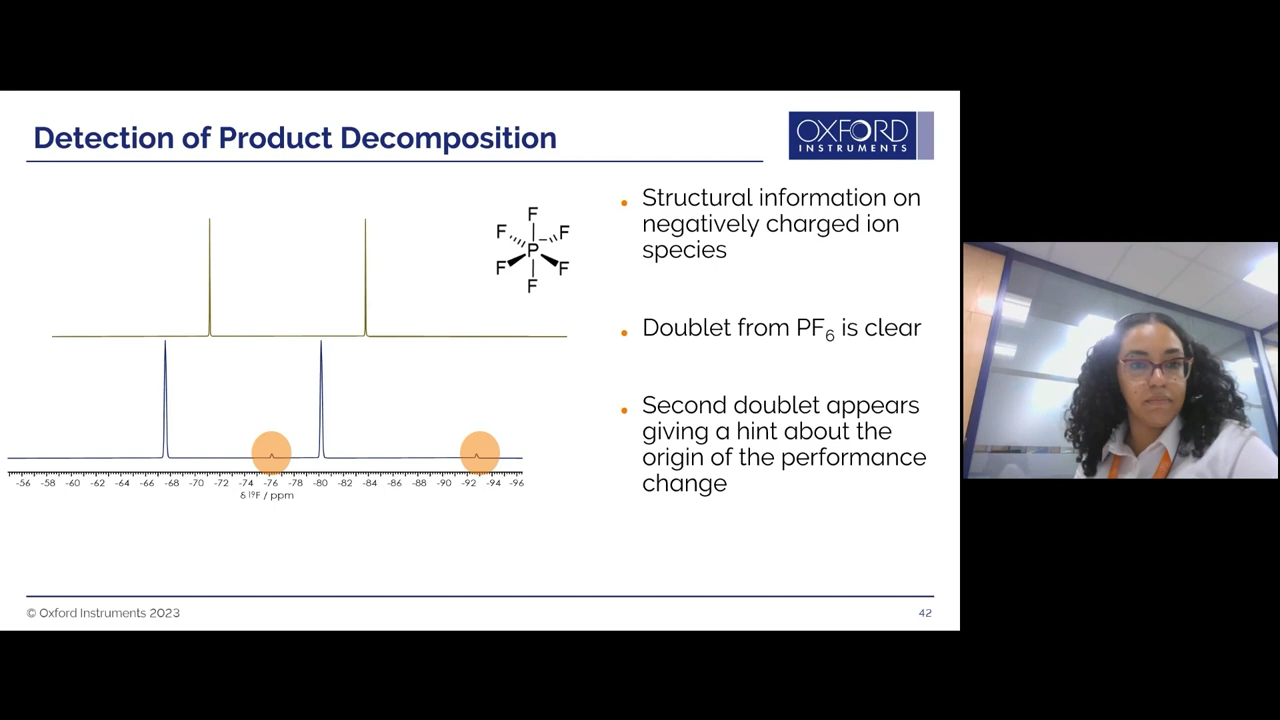 Detection of Product Decomposition
OXFORD
INSTRUMENTS
F
F
F
P
–
F
F
F
-56 -58 -60 -62 -64 -66 -68 -70 -72 -74 -76 -78 -80 -82 -84 -86 -88 -90 -92 -94 -96
δ ¹⁹F / ppm
• Structural information on
negatively charged ion
species
• Doublet from PF₆ is clear
• Second doublet appears
giving a hint about the
origin of the performance
change
© Oxford Instruments 2023
42